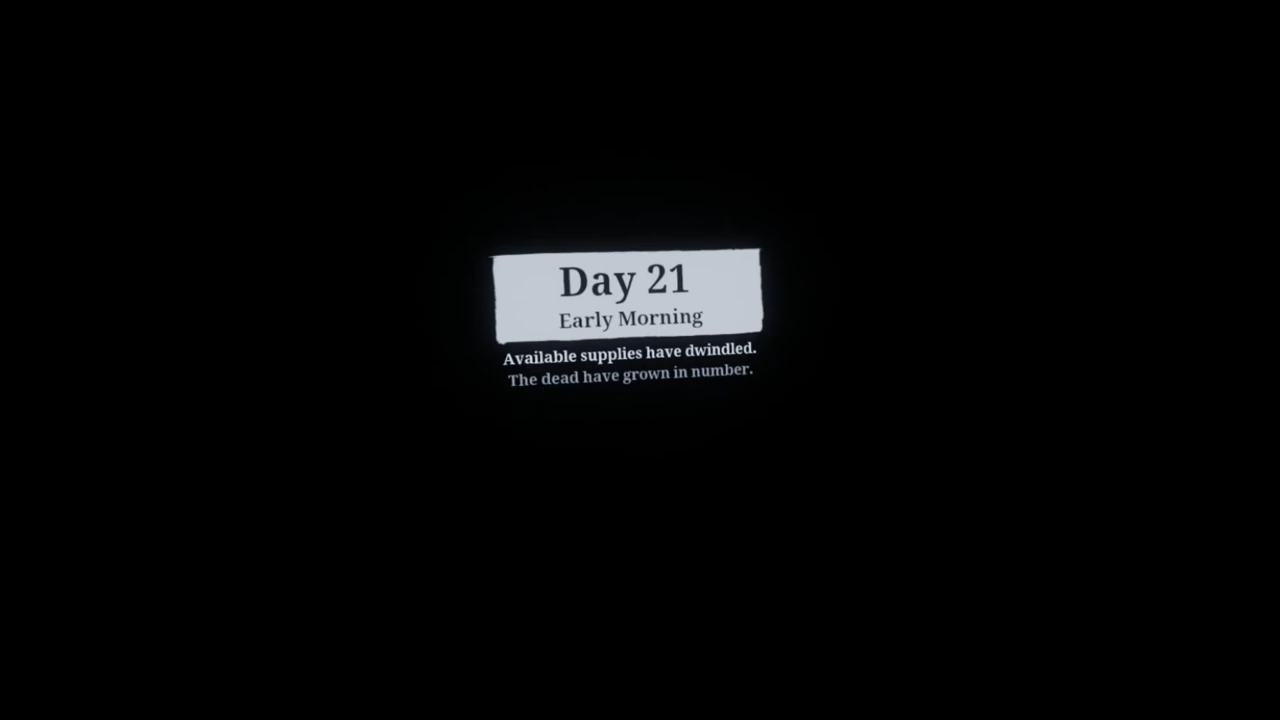 Day 21
Early Morning
Available supplies have dwindled.
The dead have grown in number.